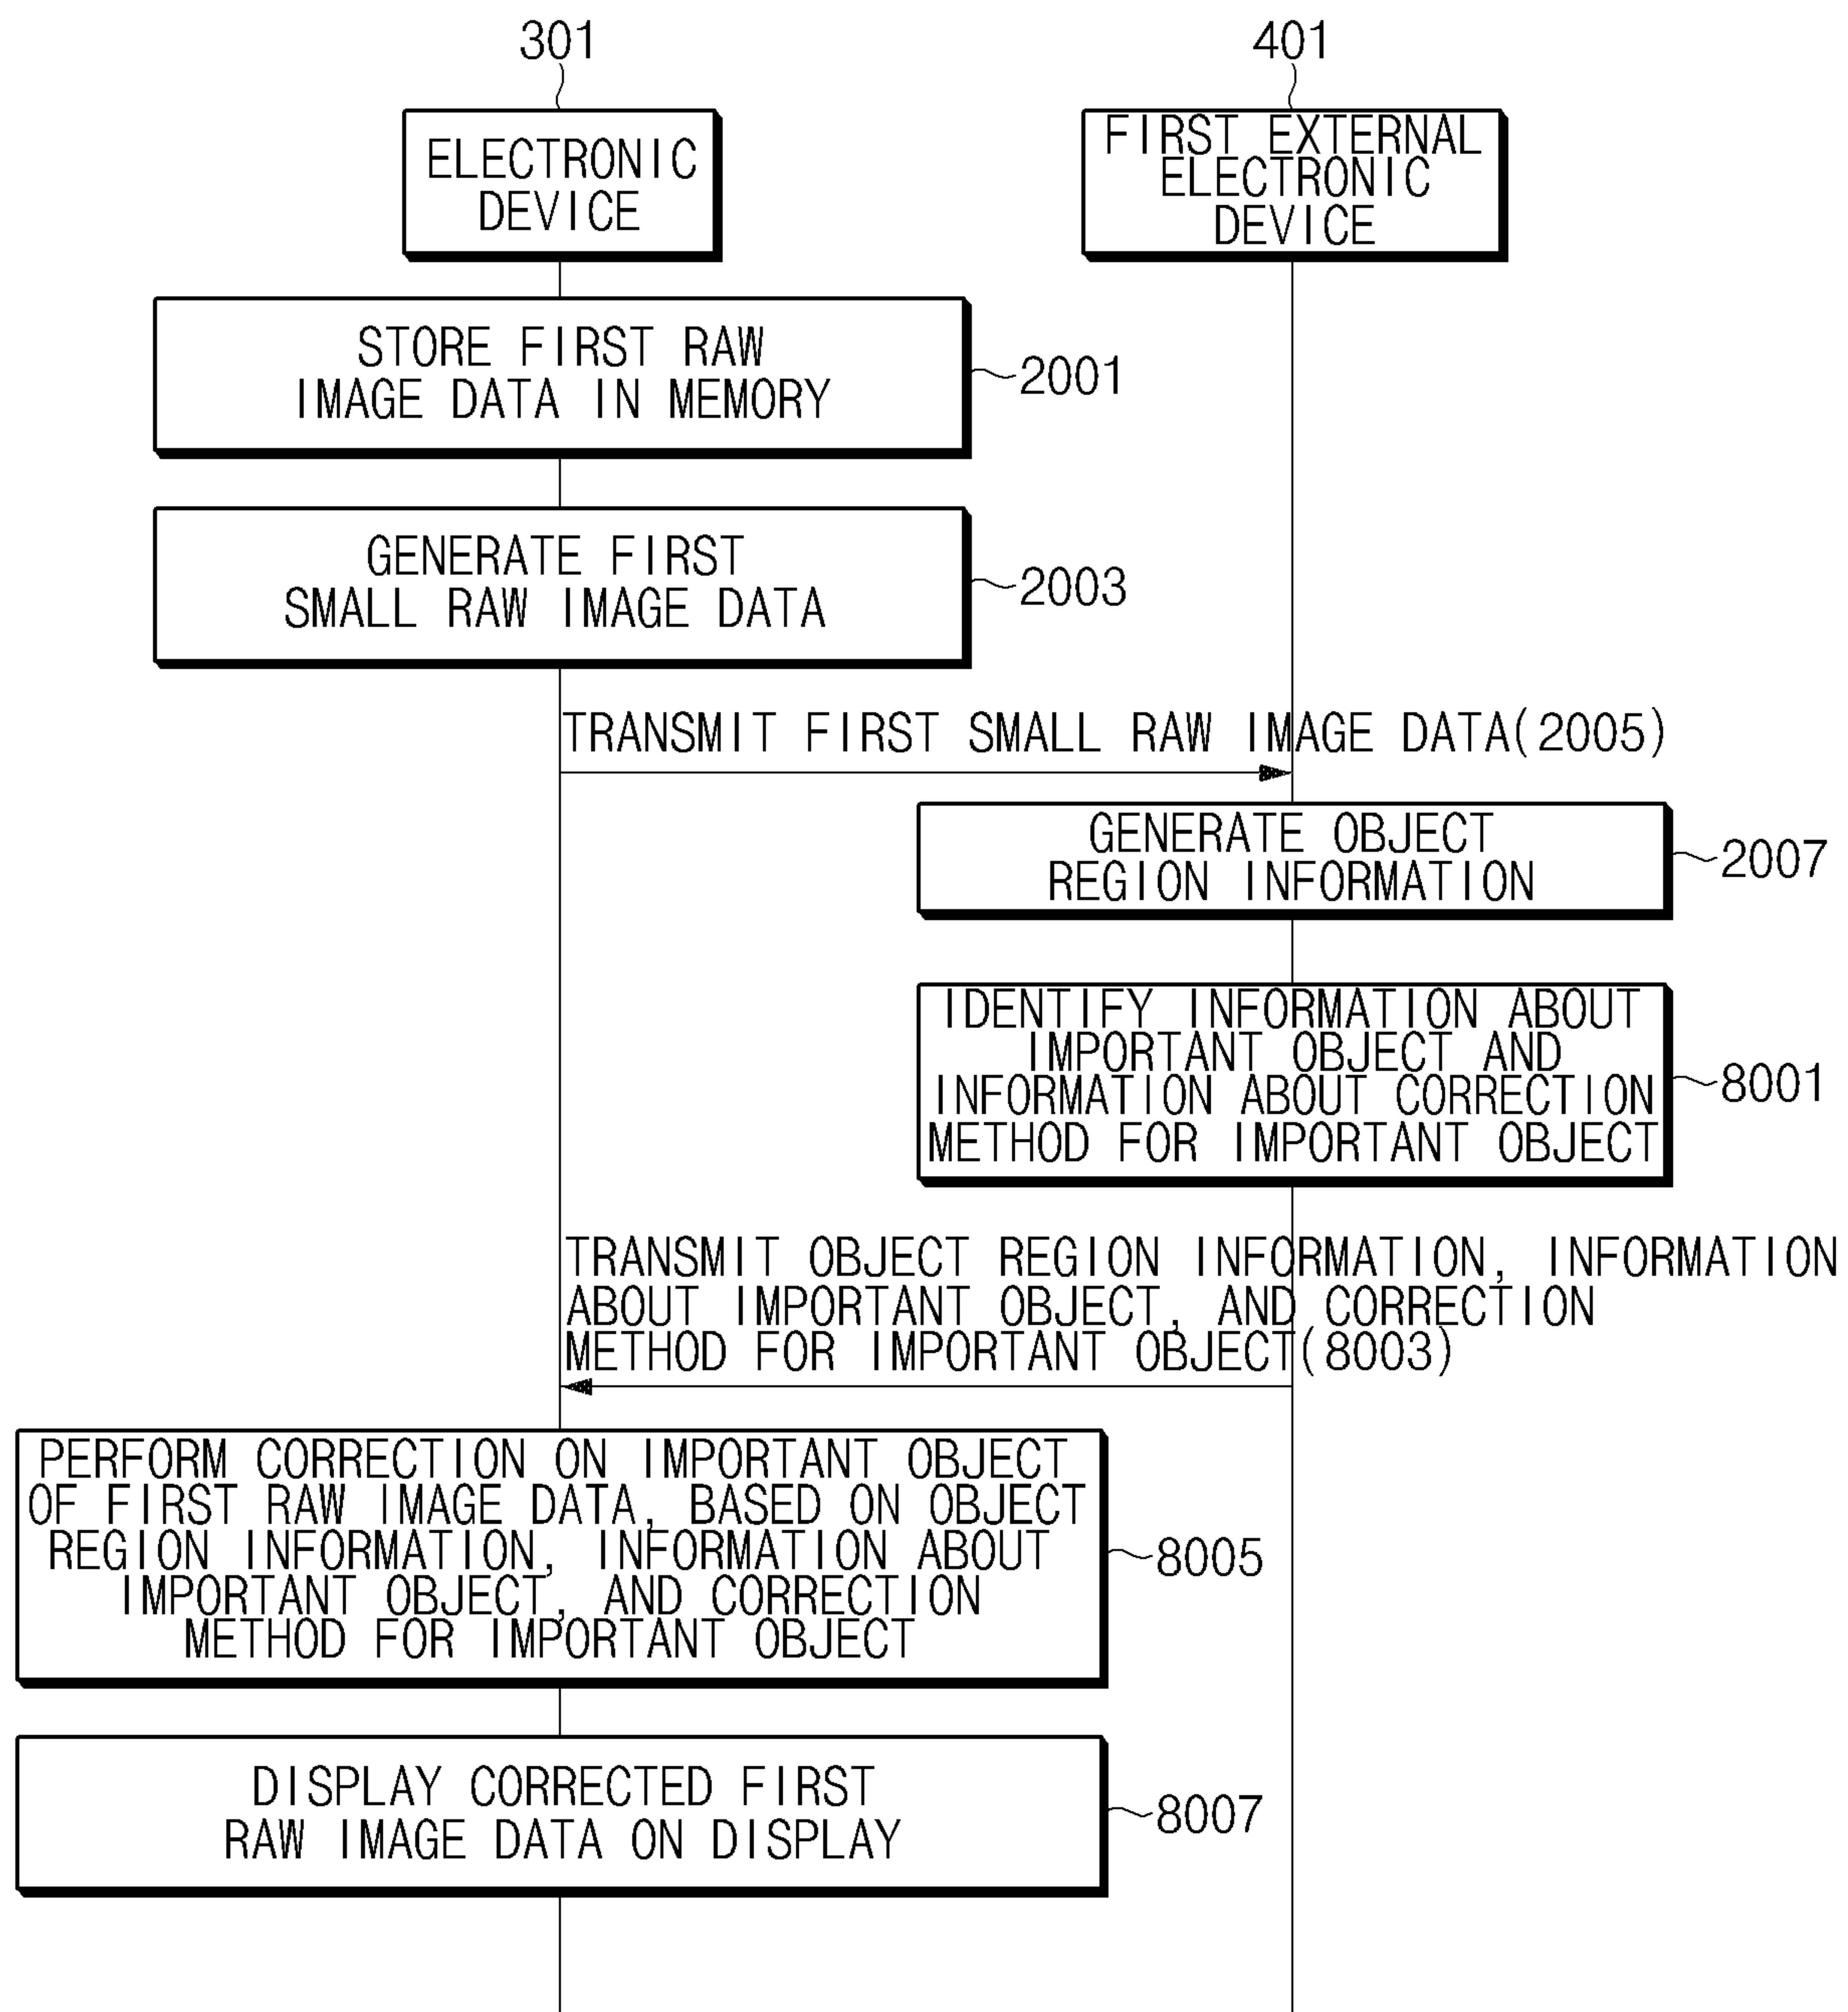 301
401
ELECTRONIC
DEVICE
FIRST EXTERNAL
ELECTRONIC
DEVICE
STORE FIRST RAW
IMAGE DATA IN MEMORY
2001
GENERATE FIRST
SMALL RAW IMAGE DATA
2003
TRANSMIT FIRST SMALL RAW IMAGE DATA(2005)
GENERATE OBJECT
REGION INFORMATION
2007
IDENTIFY INFORMATION ABOUT
IMPORTANT OBJECT AND
INFORMATION ABOUT CORRECTION
METHOD FOR IMPORTANT OBJECT
8001
TRANSMIT OBJECT REGION INFORMATION, INFORMATION
ABOUT IMPORTANT OBJECT, AND CORRECTION
METHOD FOR IMPORTANT OBJECT(8003)
PERFORM CORRECTION ON IMPORTANT OBJECT
OF FIRST RAW IMAGE DATA, BASED ON OBJECT
REGION INFORMATION, INFORMATION ABOUT
IMPORTANT OBJECT, AND CORRECTION
METHOD FOR IMPORTANT OBJECT
8005
DISPLAY CORRECTED FIRST
RAW IMAGE DATA ON DISPLAY
8007